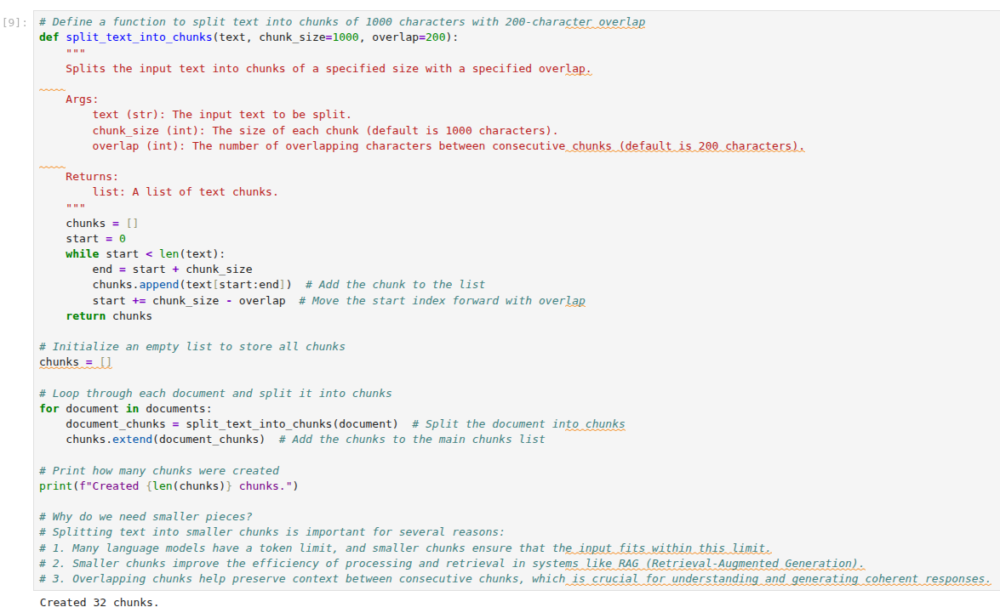 [9]:
# Define a function to split text into chunks of 1000 characters with 200-character overlap
def split_text_into_chunks(text, chunk_size=1000, overlap=200):
    """
    Splits the input text into chunks of a specified size with a specified overlap.

    Args:
        text (str): The input text to be split.
        chunk_size (int): The size of each chunk (default is 1000 characters).
        overlap (int): The number of overlapping characters between consecutive chunks (default is 200 characters).

    Returns:
        list: A list of text chunks.
    """
    chunks = []
    start = 0
    while start < len(text):
        end = start + chunk_size
        chunks.append(text[start:end])  # Add the chunk to the list
        start += chunk_size - overlap  # Move the start index forward with overlap
    return chunks

# Initialize an empty list to store all chunks
chunks = []

# Loop through each document and split it into chunks
for document in documents:
    document_chunks = split_text_into_chunks(document)  # Split the document into chunks
    chunks.extend(document_chunks)  # Add the chunks to the main chunks list

# Print how many chunks were created
print(f"Created {len(chunks)} chunks.")

# Why do we need smaller pieces?
# Splitting text into smaller chunks is important for several reasons:
# 1. Many language models have a token limit, and smaller chunks ensure that the input fits within this limit.
# 2. Smaller chunks improve the efficiency of processing and retrieval in systems like RAG (Retrieval-Augmented Generation).
# 3. Overlapping chunks help preserve context between consecutive chunks, which is crucial for understanding and generating coherent responses.
Created 32 chunks.